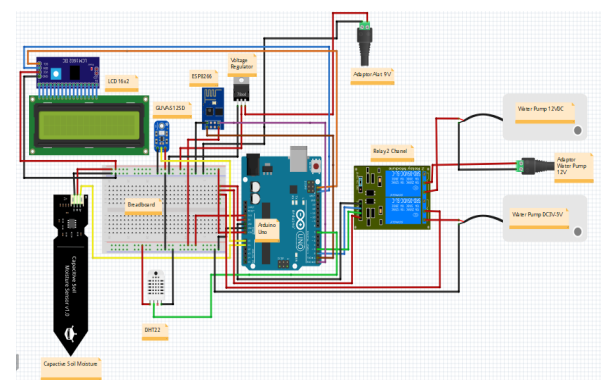 Voltage
Regulator
ESP8266
LCD 16x2
GUVAS12SD
Adaptor Alat 9V
Water Pump 12VDC
Relay 2 Chanel
Adaptor
Water Pump
12V
Breadboard
Arduino
Uno
UNO
Water Pump DC3V-5V
Capacitive Soil
Moisture Sensor v1.0
DHT22
Capacitive Soil Moisture